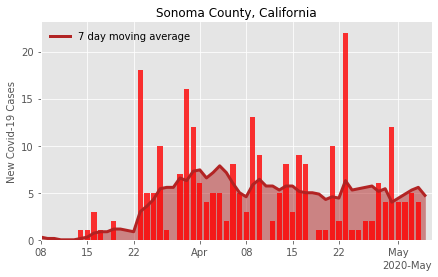 Sonoma County, California
7 day moving average
New Covid-19 Cases
20
15
10
5
0
08 15 22 Apr 08 15 22 May
2020-May